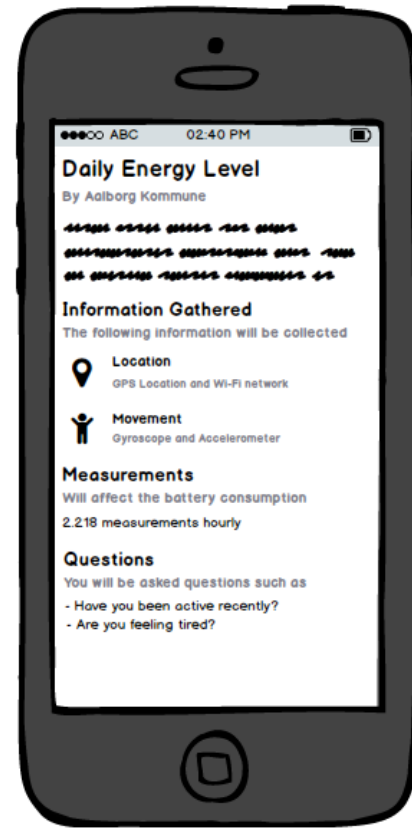 ABC 02:40 PM
Daily Energy Level
By Aalborg Kommune
Information Gathered
The following information will be collected
Location
GPS Location and Wi-Fi network
Movement
Gyroscope and Accelerometer
Measurements
Will affect the battery consumption
2.218 measurements hourly
Questions
You will be asked questions such as
- Have you been active recently?
- Are you feeling tired?